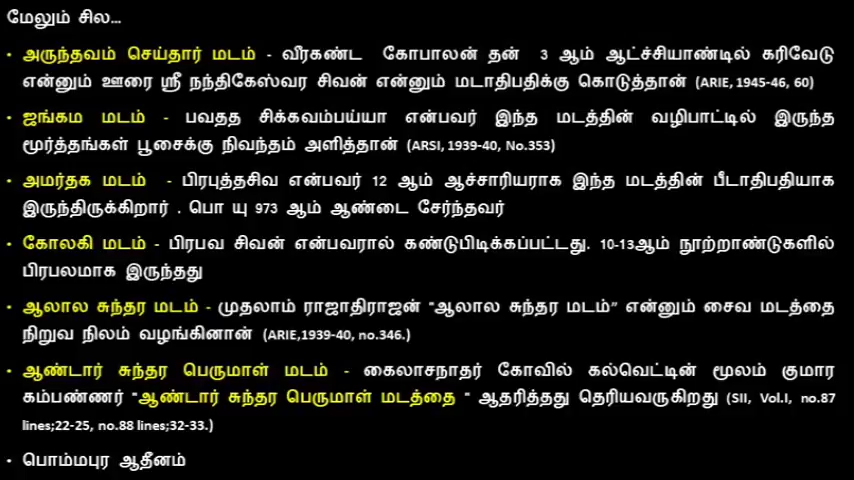 மேலும் சில...
• அருந்தவம் செய்தார் மடம் - வீரகண்ட கோபாலன் தன் 3 ஆம் ஆட்ச்சியாண்டில் கரிவேடு
என்னும் ஊரை ஸ்ரீ நந்திகேஸ்வர சிவன் என்னும் மடாதிபதிக்கு கொடுத்தான் (ARIE, 1945-46, 60)
• ஜங்கம மடம் - பவதத சிக்கவம்பய்யா என்பவர் இந்த மடத்தின் வழிபாட்டில் இருந்த
மூர்த்தங்கள் பூசைக்கு நிவந்தம் அளித்தான் (ARSI, 1939-40, No.353)
• அமர்தக மடம் - பிரபுத்தசிவ என்பவர் 12 ஆம் ஆச்சாரியராக இந்த மடத்தின் பீடாதிபதியாக
இருந்திருக்கிறார் . பொ யு 973 ஆம் ஆண்டை சேர்ந்தவர்
• கோலகி மடம் - பிரபவ சிவன் என்பவரால் கண்டுபிடிக்கப்பட்டது. 10-13ஆம் நூற்றாண்டுகளில்
பிரபலமாக இருந்தது
• ஆலால சுந்தர மடம் - முதலாம் ராஜாதிராஜன் "ஆலால சுந்தர மடம்" என்னும் சைவ மடத்தை
நிறுவ நிலம் வழங்கினான் (ARIE,1939-40, no.346.)
• ஆண்டார் சுந்தர பெருமாள் மடம் - கைலாசநாதர் கோவில் கல்வெட்டின் மூலம் குமார
கம்பண்ணர் "ஆண்டார் சுந்தர பெருமாள் மடத்தை " ஆதரித்தது தெரியவருகிறது (SII, Vol.I, no.87
lines;22-25, no.88 lines;32-33.)
• பொம்மபுர ஆதீனம்